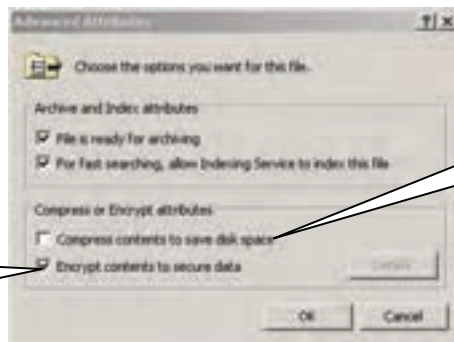 Advanced Attributes
Choose the options you want for this file.
Archive and Index attributes
File is ready for archiving
For fast searching, allow Indexing Service to index this file
Compress or Encrypt attributes
Compress contents to save disk space
Encrypt contents to secure data
Details
OK
Cancel